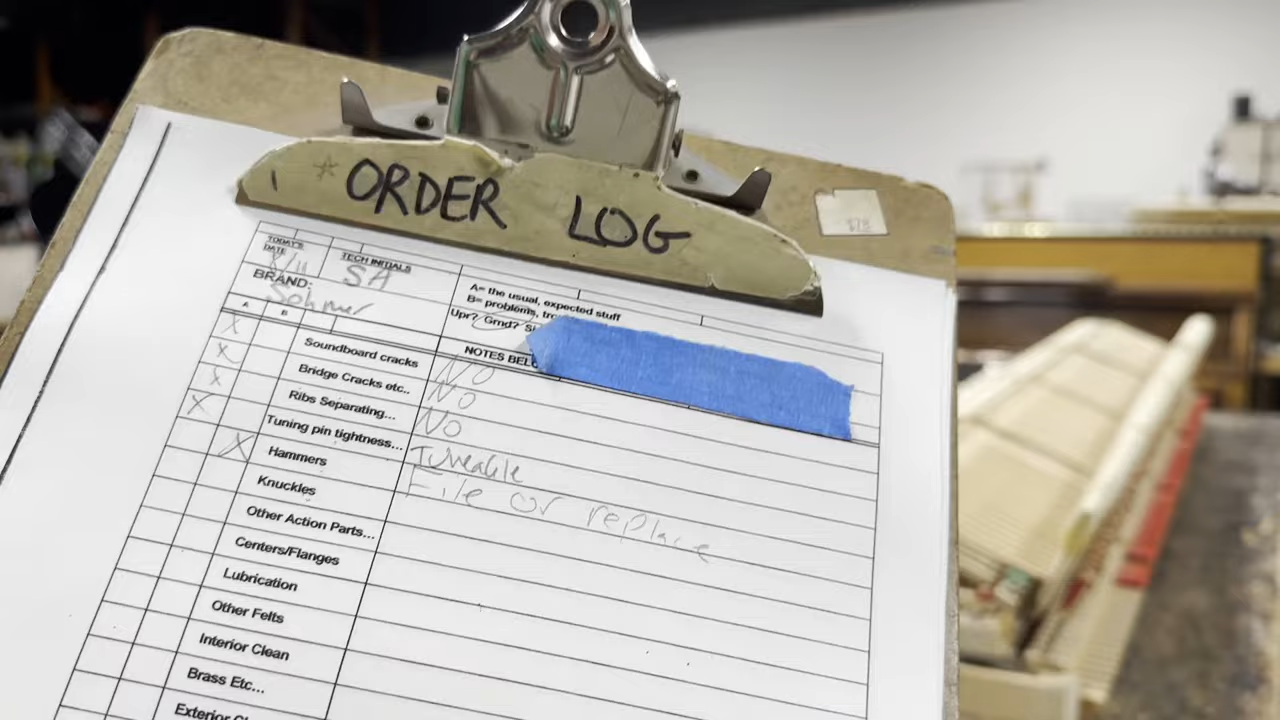 * ORDER LOG
TODAY'S DATE
TECH INITIALS
SA
BRAND:
Sohmer
A= the usual, expected stuff
B= problems,
Upr? Grnd?
A B
NOTES
X Soundboard cracks NO
X Bridge Cracks etc.. NO
X Ribs Separating... NO
X Tuning pin tightness... Tuneable
X Hammers File or replace
Knuckles
Other Action Parts...
Centers/Flanges
Lubrication
Other Felts
Interior Clean
Brass Etc...
Exterior